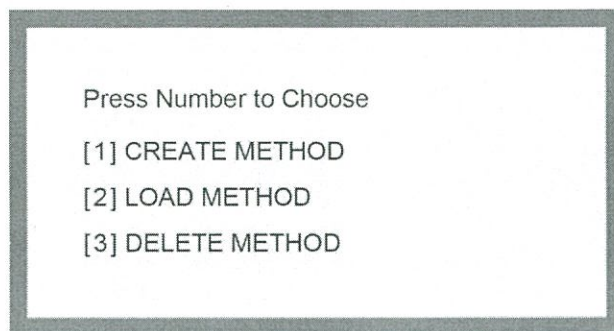 Press Number to Choose
[1] CREATE METHOD
[2] LOAD METHOD
[3] DELETE METHOD